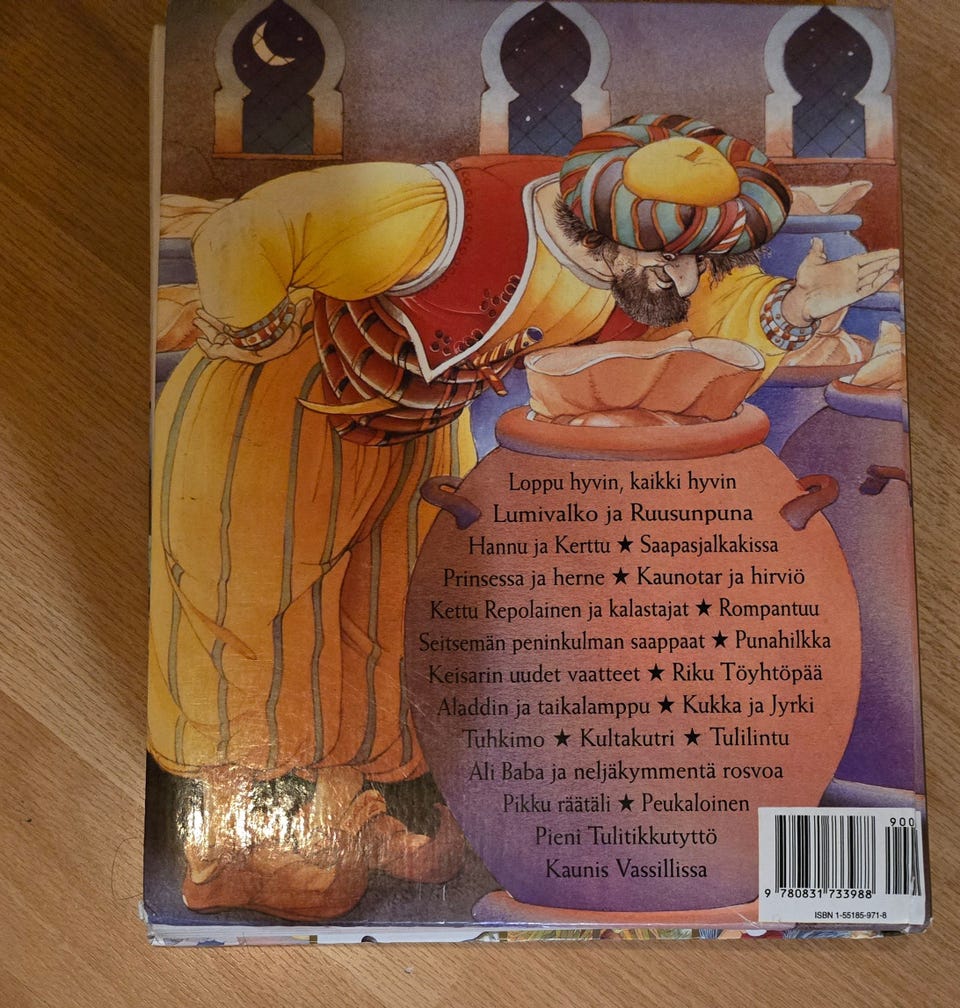 Loppu hyvin, kaikki hyvin
Lumivalko ja Ruusunpuna
Hannu ja Kerttu ★ Saapasjalkakissa
Prinsessa ja herne ★ Kaunotar ja hirviö
Kettu Repolainen ja kalastajat ★ Rompantuu
Seitsemän peninkulman saappaat ★ Punahilkka
Keisarin uudet vaatteet ★ Riku Töyhtöpää
Aladdin ja taikalamppu ★ Kukka ja Jyrki
Tuhkimo ★ Kultakutri ★ Tulilintu
Ali Baba ja neljäkymmentä rosvoa
Pikku räätäli ★ Peukaloinen
Pieni Tulitikkutyttö
Kaunis Vassillissa
900
9 780831 733988
ISBN 1-55185-971-8